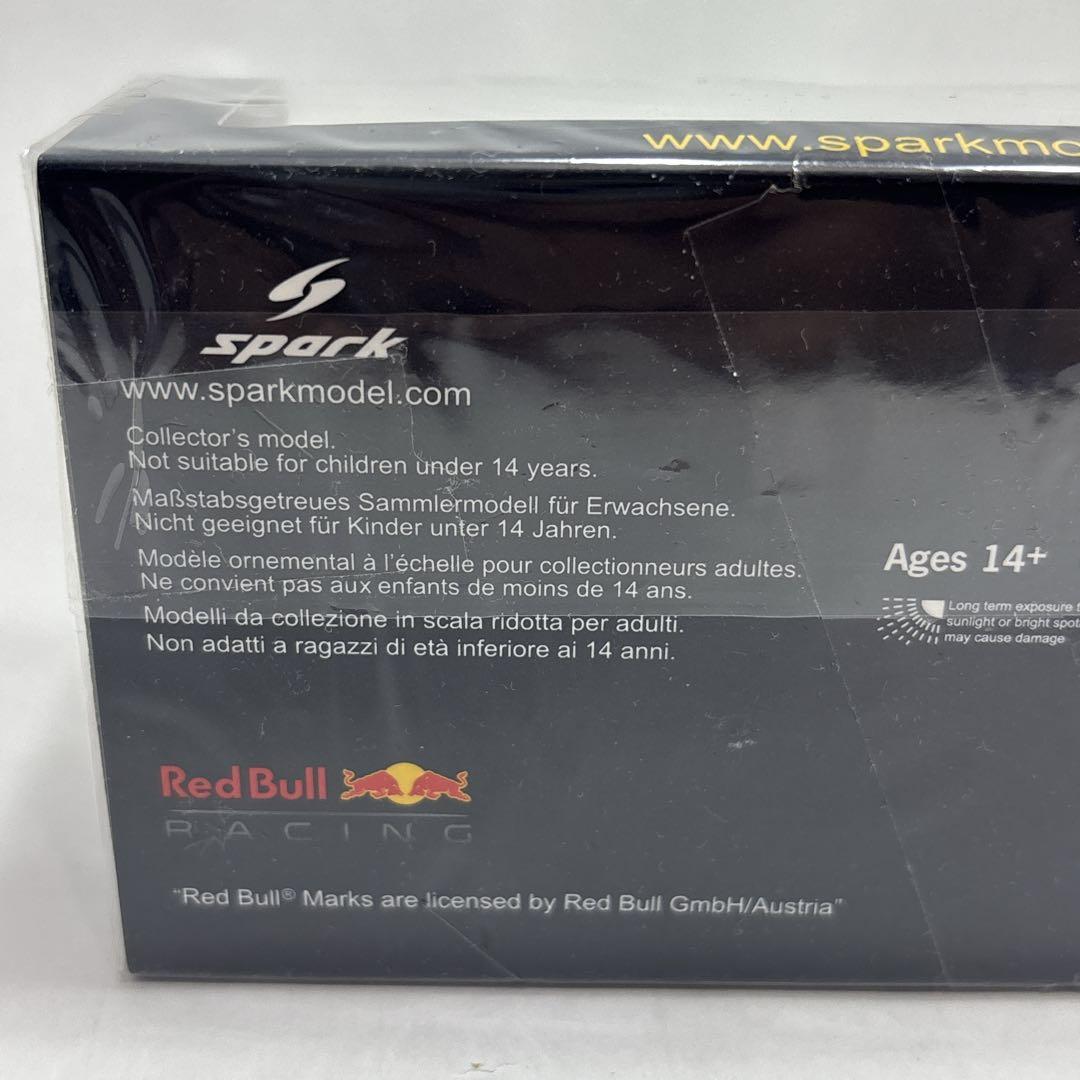 www.sparkmo
spark
www.sparkmodel.com
Collector's model.
Not suitable for children under 14 years.
Maßstabsgetreues Sammlermodell für Erwachsene.
Nicht geeignet für Kinder unter 14 Jahren.
Modèle ornemental à l'échelle pour collectionneurs adultes.
Ne convient pas aux enfants de moins de 14 ans.
Modelli da collezione in scala ridotta per adulti.
Non adatti a ragazzi di età inferiore ai 14 anni.
Ages 14+
Long term exposure t
sunlight or bright spot
may cause damage
Red Bull
RACING
"Red Bull® Marks are licensed by Red Bull GmbH/Austria"